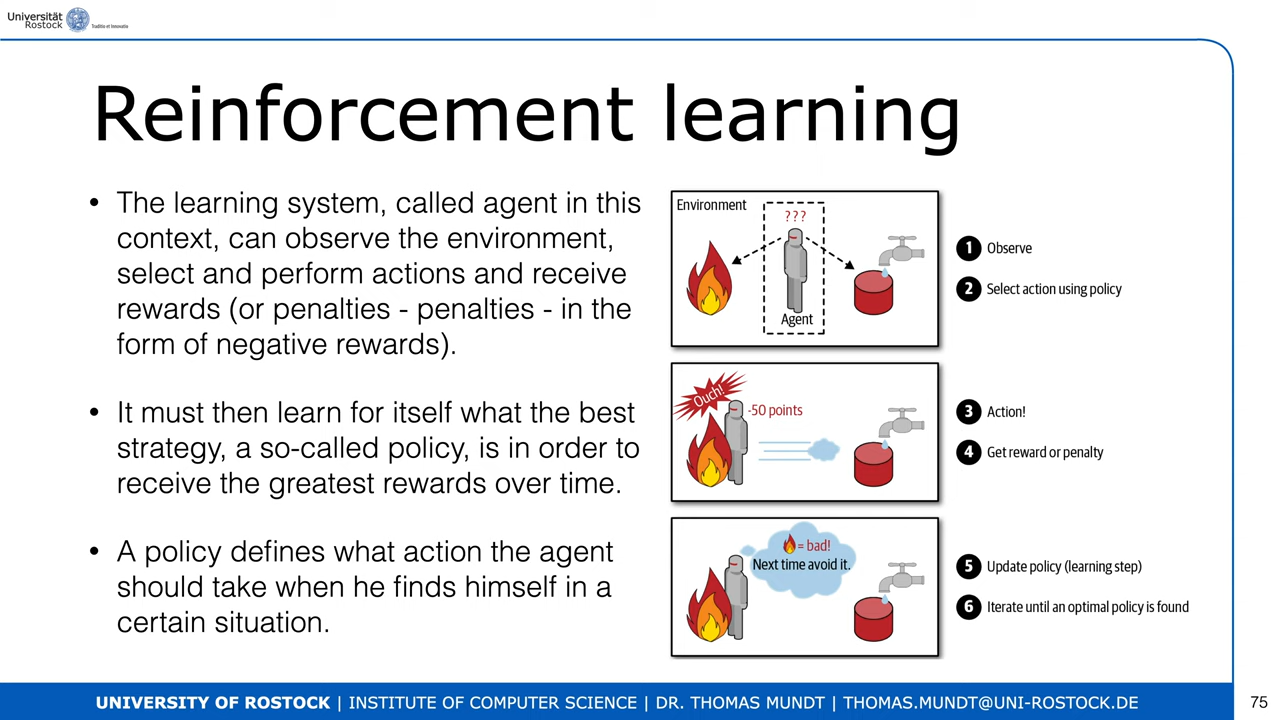 Universität
Rostock
Traditio et Innovatio
Reinforcement learning
• The learning system, called agent in this
context, can observe the environment,
select and perform actions and receive
rewards (or penalties - penalties - in the
form of negative rewards).
• It must then learn for itself what the best
strategy, a so-called policy, is in order to
receive the greatest rewards over time.
• A policy defines what action the agent
should take when he finds himself in a
certain situation.
Environment
???
Agent
1 Observe
2 Select action using policy
Ouch!
-50 points
3 Action!
4 Get reward or penalty
= bad!
Next time avoid it.
5 Update policy (learning step)
6 Iterate until an optimal policy is found
UNIVERSITY OF ROSTOCK | INSTITUTE OF COMPUTER SCIENCE | DR. THOMAS MUNDT | THOMAS.MUNDT@UNI-ROSTOCK.DE
75